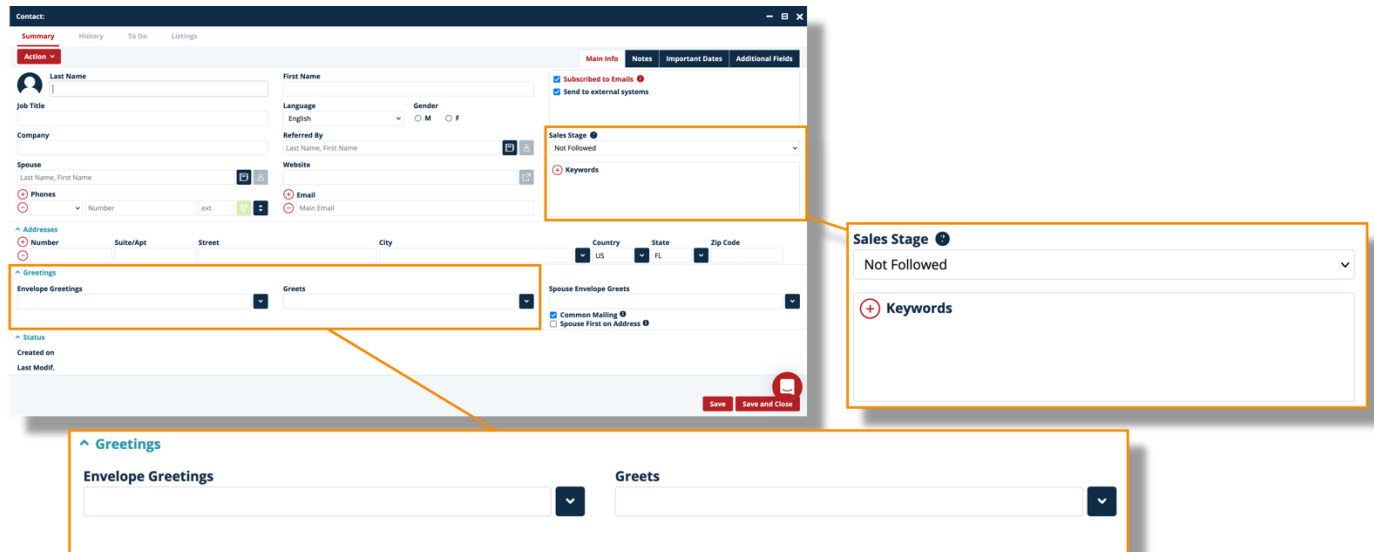 Contact:
Summary History To Do Listings
Action
Main Info Notes Important Dates Additional Fields
Last Name First Name
Subscribed to Emails
Send to external systems
Job Title Language Gender
English M F
Company Referred By Sales Stage ?
Last Name, First Name Not Followed
Spouse Website Keywords
Last Name, First Name
Phones Email
Number ext. Main Email
Addresses
Number Suite/Apt Street City Country State Zip Code
US FL
Greetings
Envelope Greetings Greets Spouse Envelope Greets
Common Mailing
Spouse First on Address
Status
Created on
Last Modif.
Save Save and Close
Sales Stage ?
Not Followed
Keywords
Greetings
Envelope Greetings Greets